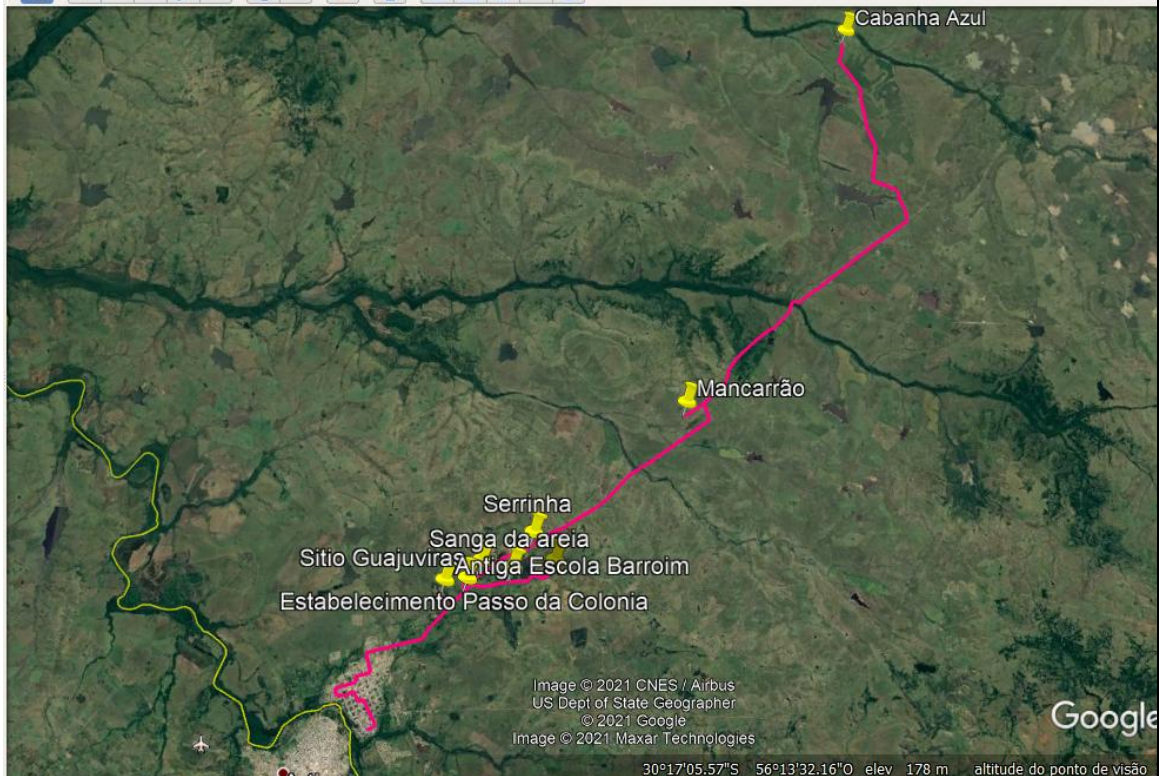 Cabanha Azul
Mancarrão
Serrinha
Sanga da areia
Sitio Guajuviras
Antiga Escola Barroim
Estabelecimento Passo da Colonia
Image © 2021 CNES / Airbus
US Dept of State Geographer
© 2021 Google
Image © 2021 Maxar Technologies
Google
30°17'05.57"S 56°13'32.16"O elev 178 m altitude do ponto de visão